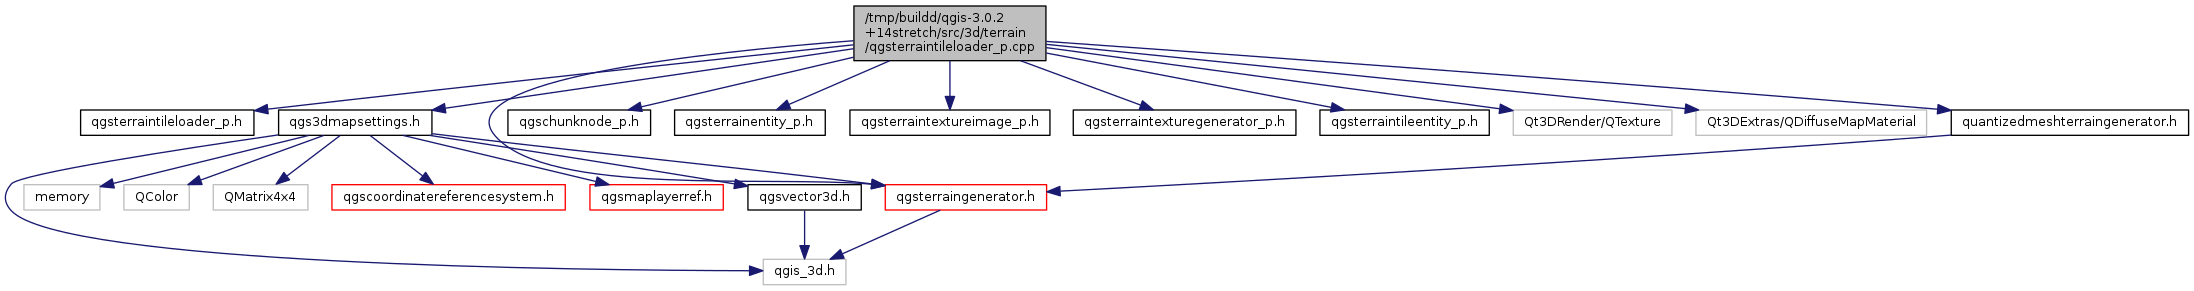 /tmp/buildd/qgis-3.0.2
+14stretch/src/3d/terrain
/qgsterraintileloader_p.cpp
qgsterraintileloader_p.h
qgs3dmapsettings.h
qgschunknode_p.h
qgsterrainentity_p.h
qgsterraintextureimage_p.h
qgsterraintexturegenerator_p.h
qgsterraintileentity_p.h
Qt3DRender/QTexture
Qt3DExtras/QDiffuseMapMaterial
quantizedmeshterraingenerator.h
memory
QColor
QMatrix4x4
qgscoordinatereferencesystem.h
qgsmaplayerref.h
qgsvector3d.h
qgsterraingenerator.h
qgis_3d.h